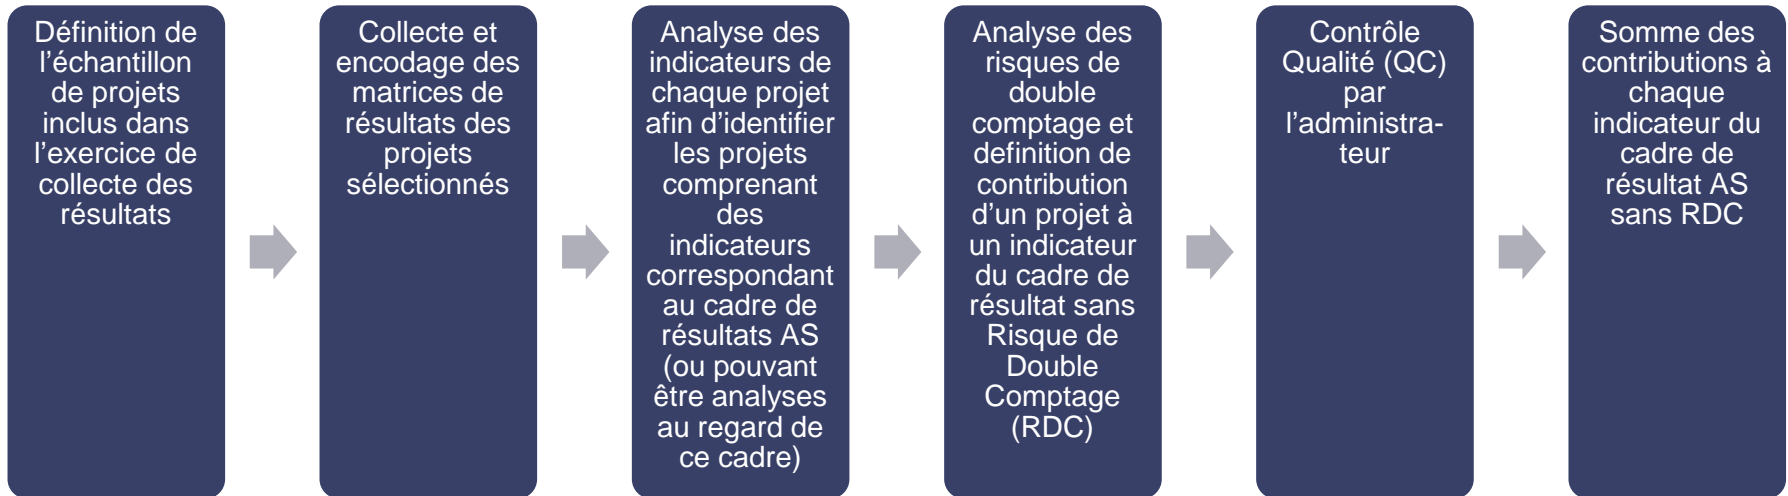 Définition de
l’échantillon
de projets
inclus dans
l’exercice de
collecte des
résultats
Collecte et
encodage des
matrices de
résultats des
projets
sélectionnés
Analyse des
indicateurs de
chaque projet
afin d’identifier
les projets
comprenant
des
indicateurs
correspondant
au cadre de
résultats AS
(ou pouvant
être analyses
au regard de
ce cadre)
Analyse des
risques de
double
comptage et
definition de
contribution
d’un projet à
un indicateur
du cadre de
résultat sans
Risque de
Double
Comptage
(RDC)
Contrôle
Qualité (QC)
par
l’administra-
teur
Somme des
contributions à
chaque
indicateur du
cadre de
résultat AS
sans RDC